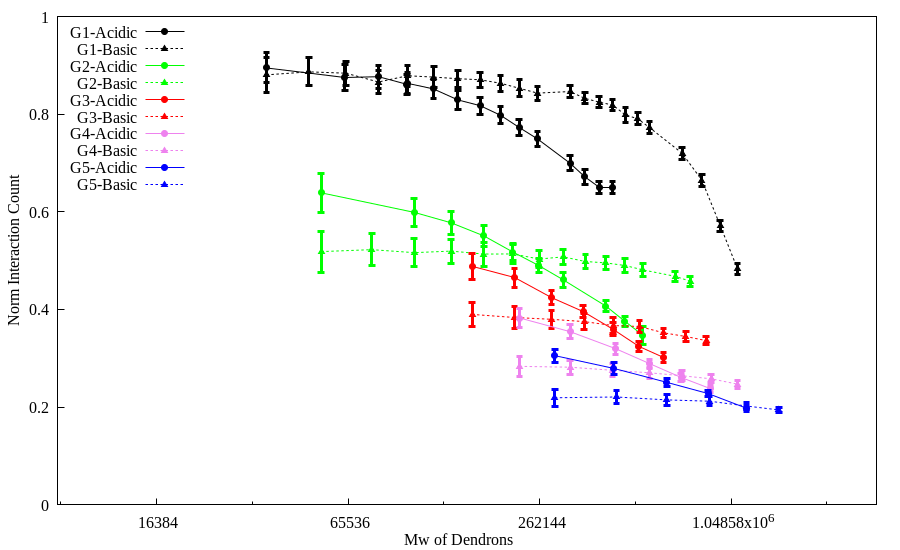 1
G1-Acidic
G1-Basic
G2-Acidic
G2-Basic
G3-Acidic
G3-Basic
G4-Acidic
G4-Basic
G5-Acidic
G5-Basic
0.8
0.6
0.4
0.2
0
Norm Interaction Count
16384 65536 262144 1.04858x10⁶
Mw of Dendrons